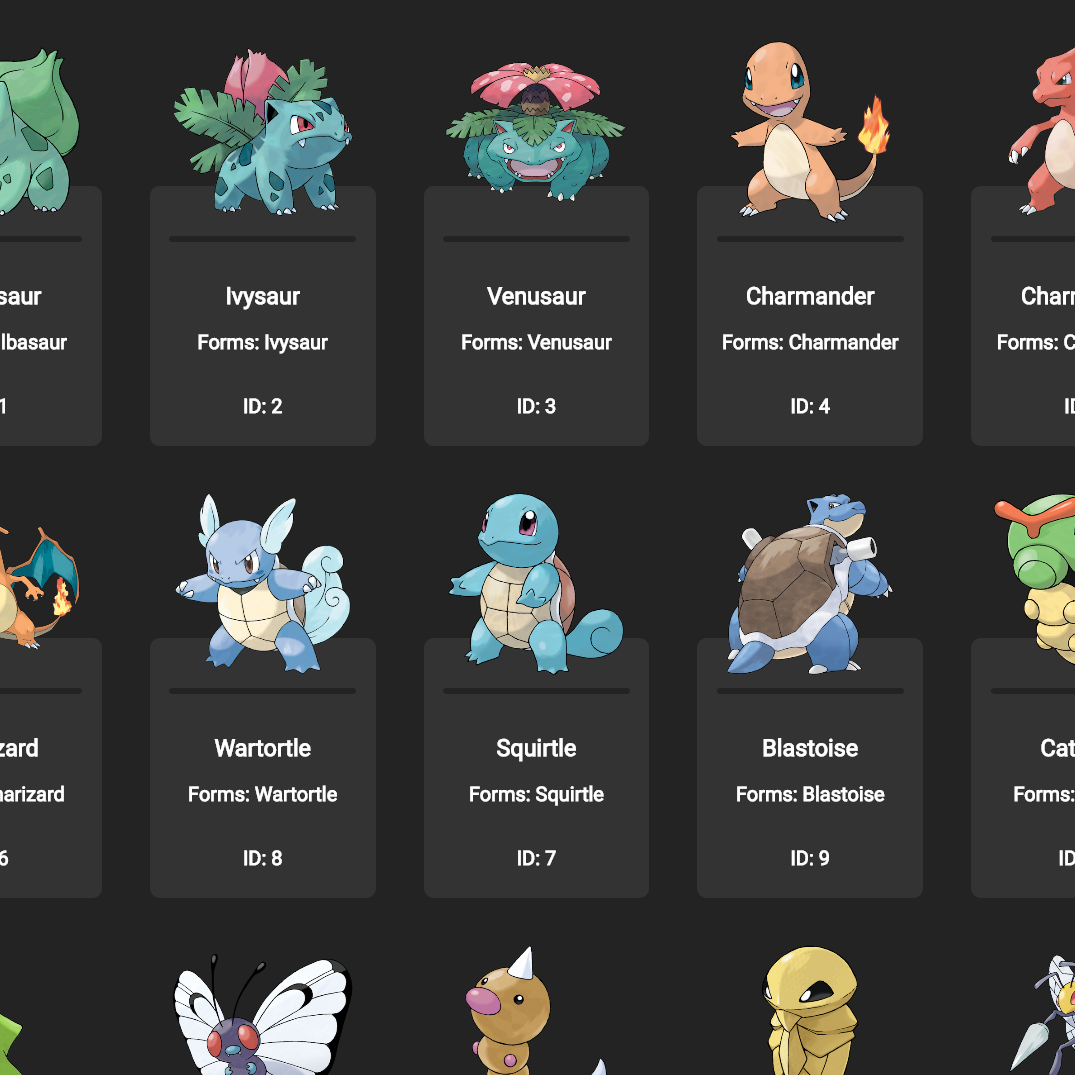 saur
Ivysaur
Venusaur
Charmander
Charr
lbasaur
Forms: Ivysaur
Forms: Venusaur
Forms: Charmander
Forms: C
1
ID: 2
ID: 3
ID: 4
ID
zard
Wartortle
Squirtle
Blastoise
Cat
arizard
Forms: Wartortle
Forms: Squirtle
Forms: Blastoise
Forms:
6
ID: 8
ID: 7
ID: 9
ID